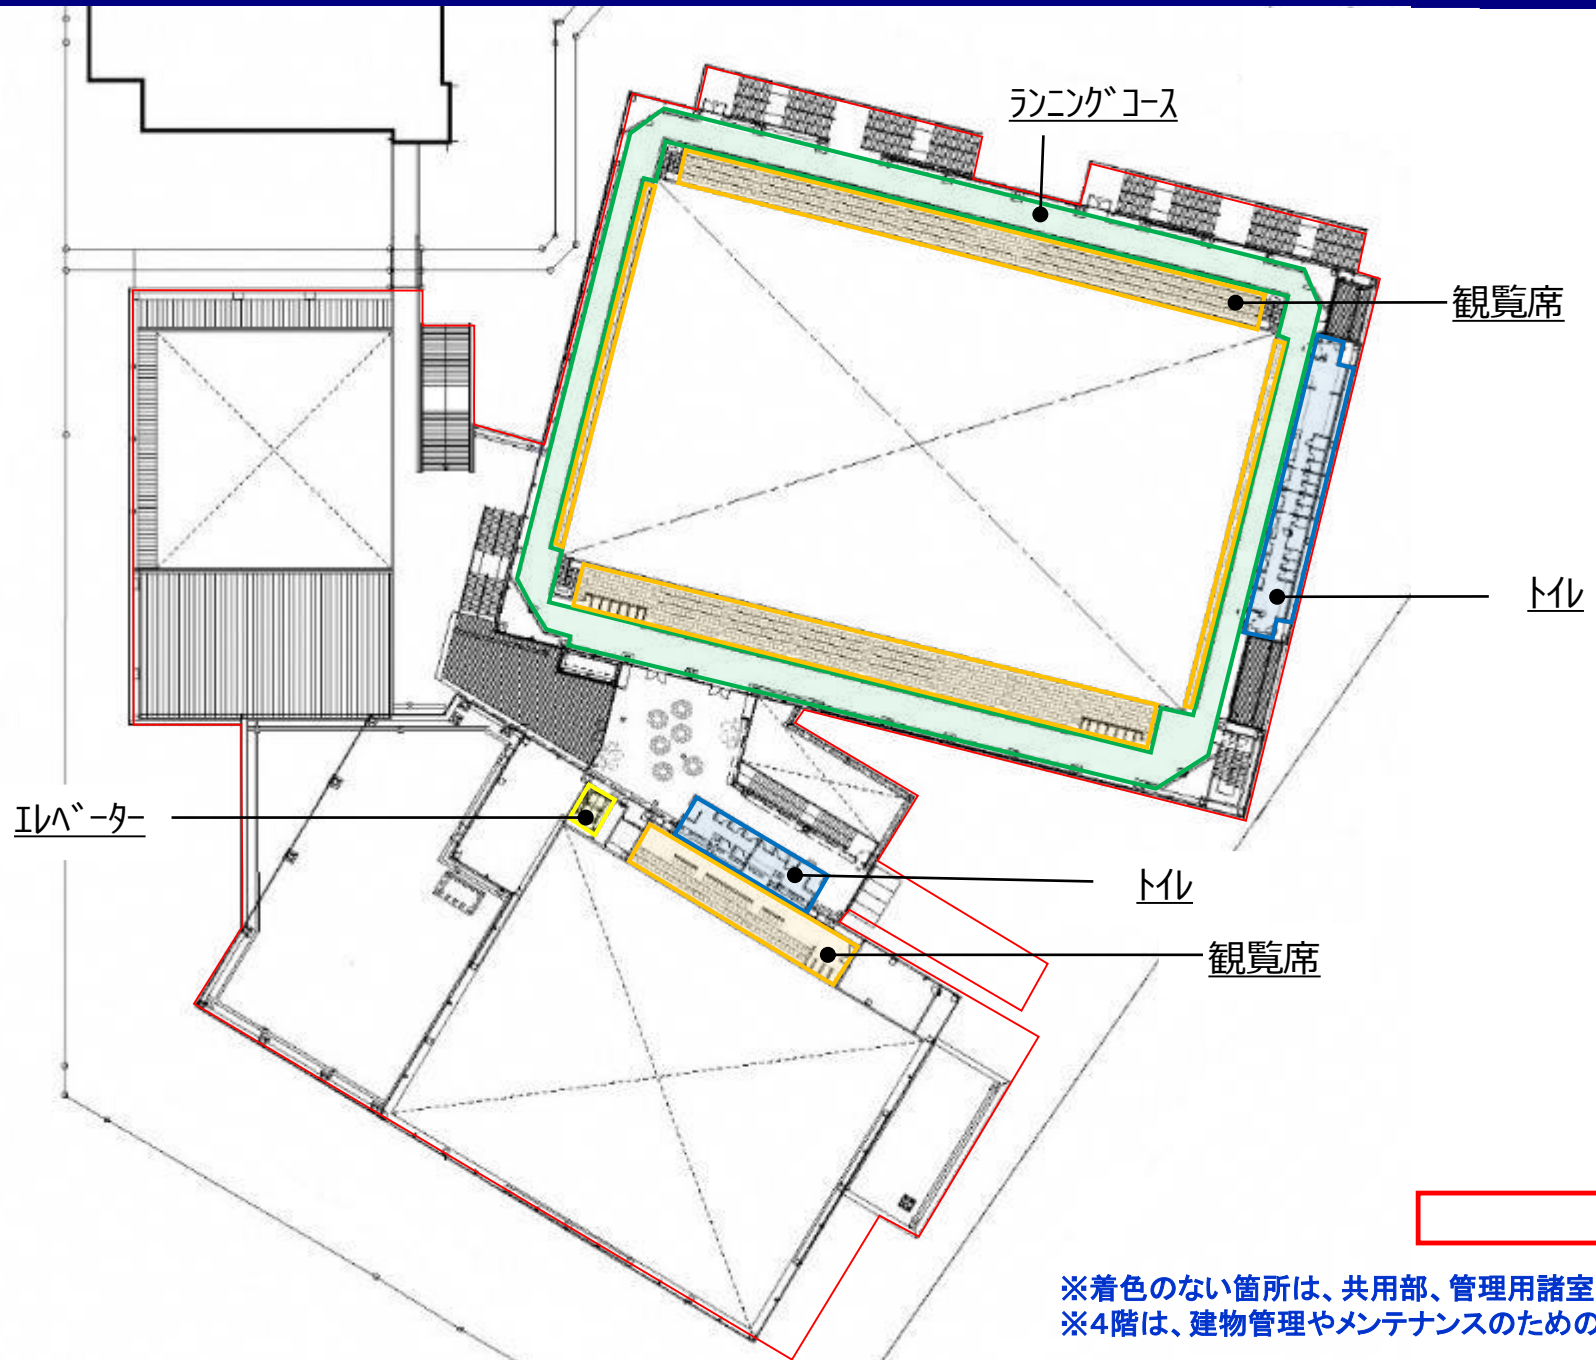 ランニングコース
観覧席
トイレ
エレベーター
トイレ
観覧席
※着色のない箇所は、共用部、管理用諸室
※4階は、建物管理やメンテナンスのための